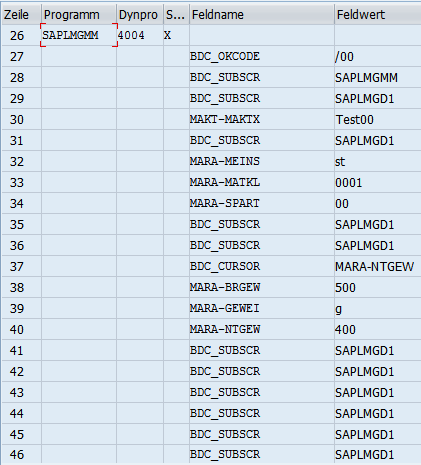 Zeile Programm Dynpro S... Feldname Feldwert
26 SAPLMGMM 4004 X
27 BDC_OKCODE /00
28 BDC_SUBSCR SAPLMGMM
29 BDC_SUBSCR SAPLMGD1
30 MAKT-MAKTX Test00
31 BDC_SUBSCR SAPLMGD1
32 MARA-MEINS st
33 MARA-MATKL 0001
34 MARA-SPART 00
35 BDC_SUBSCR SAPLMGD1
36 BDC_SUBSCR SAPLMGD1
37 BDC_CURSOR MARA-NTGEW
38 MARA-BRGEW 500
39 MARA-GEWEI g
40 MARA-NTGEW 400
41 BDC_SUBSCR SAPLMGD1
42 BDC_SUBSCR SAPLMGD1
43 BDC_SUBSCR SAPLMGD1
44 BDC_SUBSCR SAPLMGD1
45 BDC_SUBSCR SAPLMGD1
46 BDC_SUBSCR SAPLMGD1